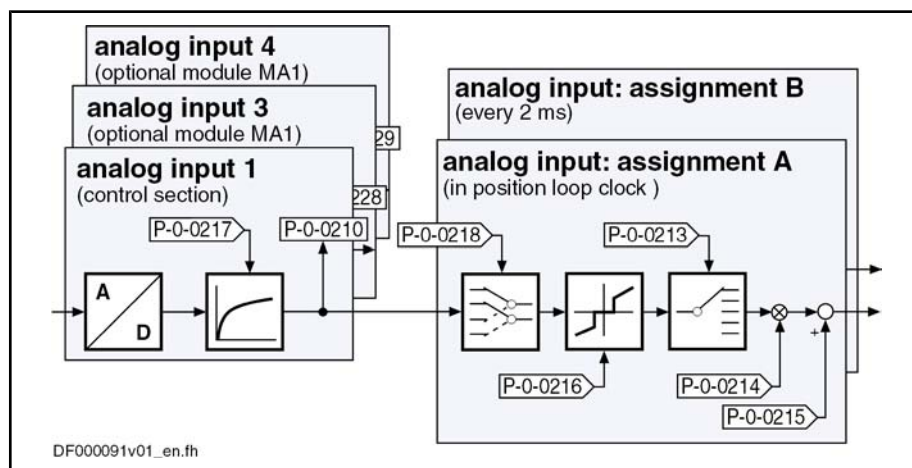 analog input 4
(optional module MA1)
analog input 3
(optional module MA1)
29
analog input 1
(control section)
228
P-0-0217
P-0-0210
A
D
analog input: assignment B
(every 2 ms)
analog input: assignment A
(in position loop clock )
P-0-0218
P-0-0213
P-0-0216
P-0-0214
+
P-0-0215
DF000091v01_en.fh